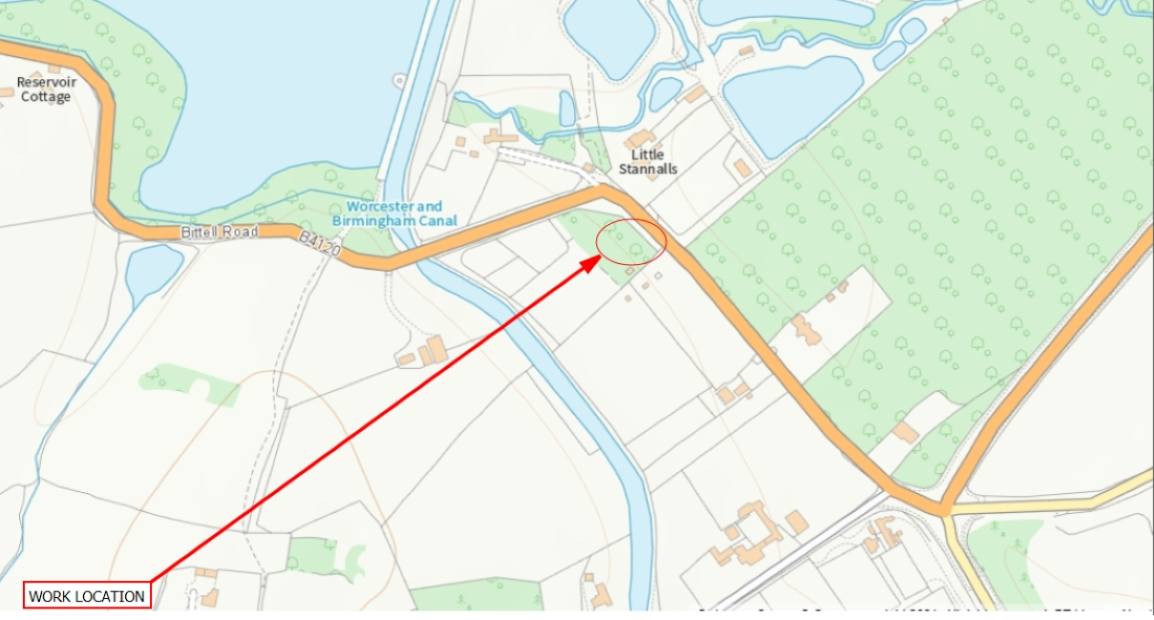 Reservoir
Cottage
Little
Stannalls
Worcester and
Birmingham Canal
Bittell Road
B4120
WORK LOCATION